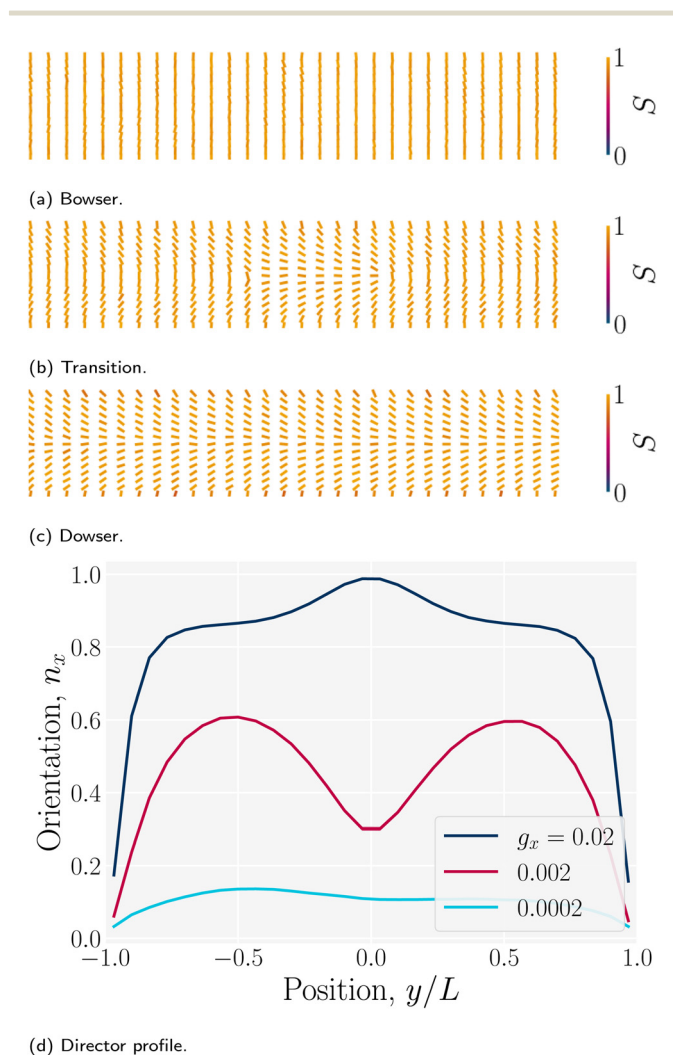 1
S
0
(a) Bowser.
1
S
0
(b) Transition.
1
S
0
(c) Dowser.
1.0
0.8
0.6
0.4
0.2
0.0
Orientation, nₓ
gₓ = 0.02
0.002
0.0002
−1.0 −0.5 0.0 0.5 1.0
Position, y/L
(d) Director profile.